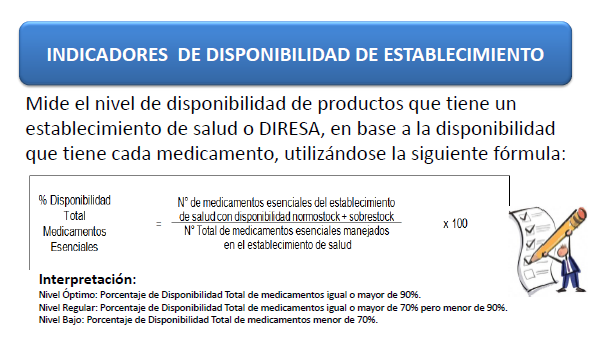 INDICADORES DE DISPONIBILIDAD DE ESTABLECIMIENTO
Mide el nivel de disponibilidad de productos que tiene un
establecimiento de salud o DIRESA, en base a la disponibilidad
que tiene cada medicamento, utilizándose la siguiente fórmula:
% Disponibilidad
Total
Medicamentos
Esenciales
=
N° de medicamentos esenciales del establecimiento
de salud con disponibilidad normostock + sobrestock
N° Total de medicamentos esenciales manejados
en el establecimiento de salud
x 100
Interpretación:
Nivel Óptimo: Porcentaje de Disponibilidad Total de medicamentos igual o mayor de 90%.
Nivel Regular: Porcentaje de Disponibilidad Total de medicamentos igual o mayor de 70% pero menor de 90%.
Nivel Bajo: Porcentaje de Disponibilidad Total de medicamentos menor de 70%.